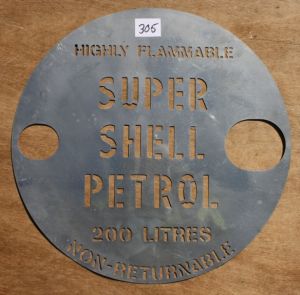 305
HIGHLY FLAMMABLE
SUPER
SHELL
PETROL
200 LITRES
NON-RETURNABLE